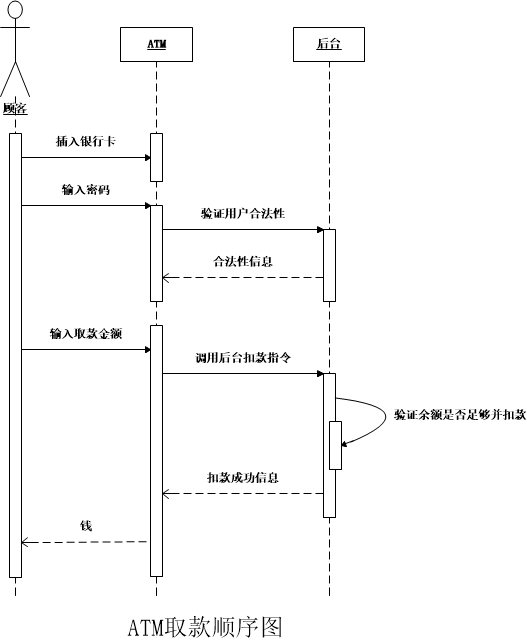 ATM
后台
顾客
插入银行卡
输入密码
验证用户合法性
合法性信息
输入取款金额
调用后台扣款指令
验证余额是否足够并扣款
扣款成功信息
钱
ATM取款顺序图